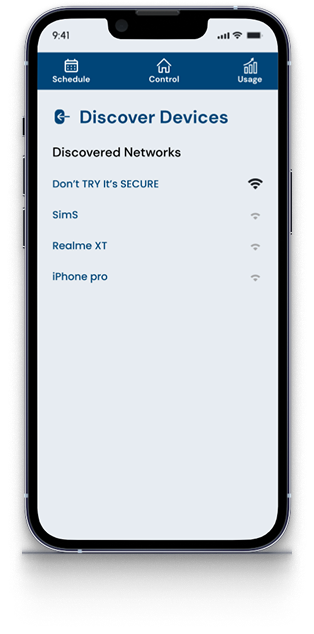 9:41
Schedule
Control
Usage
Discover Devices
Discovered Networks
Don't TRY It's SECURE
SimS
Realme XT
iPhone pro